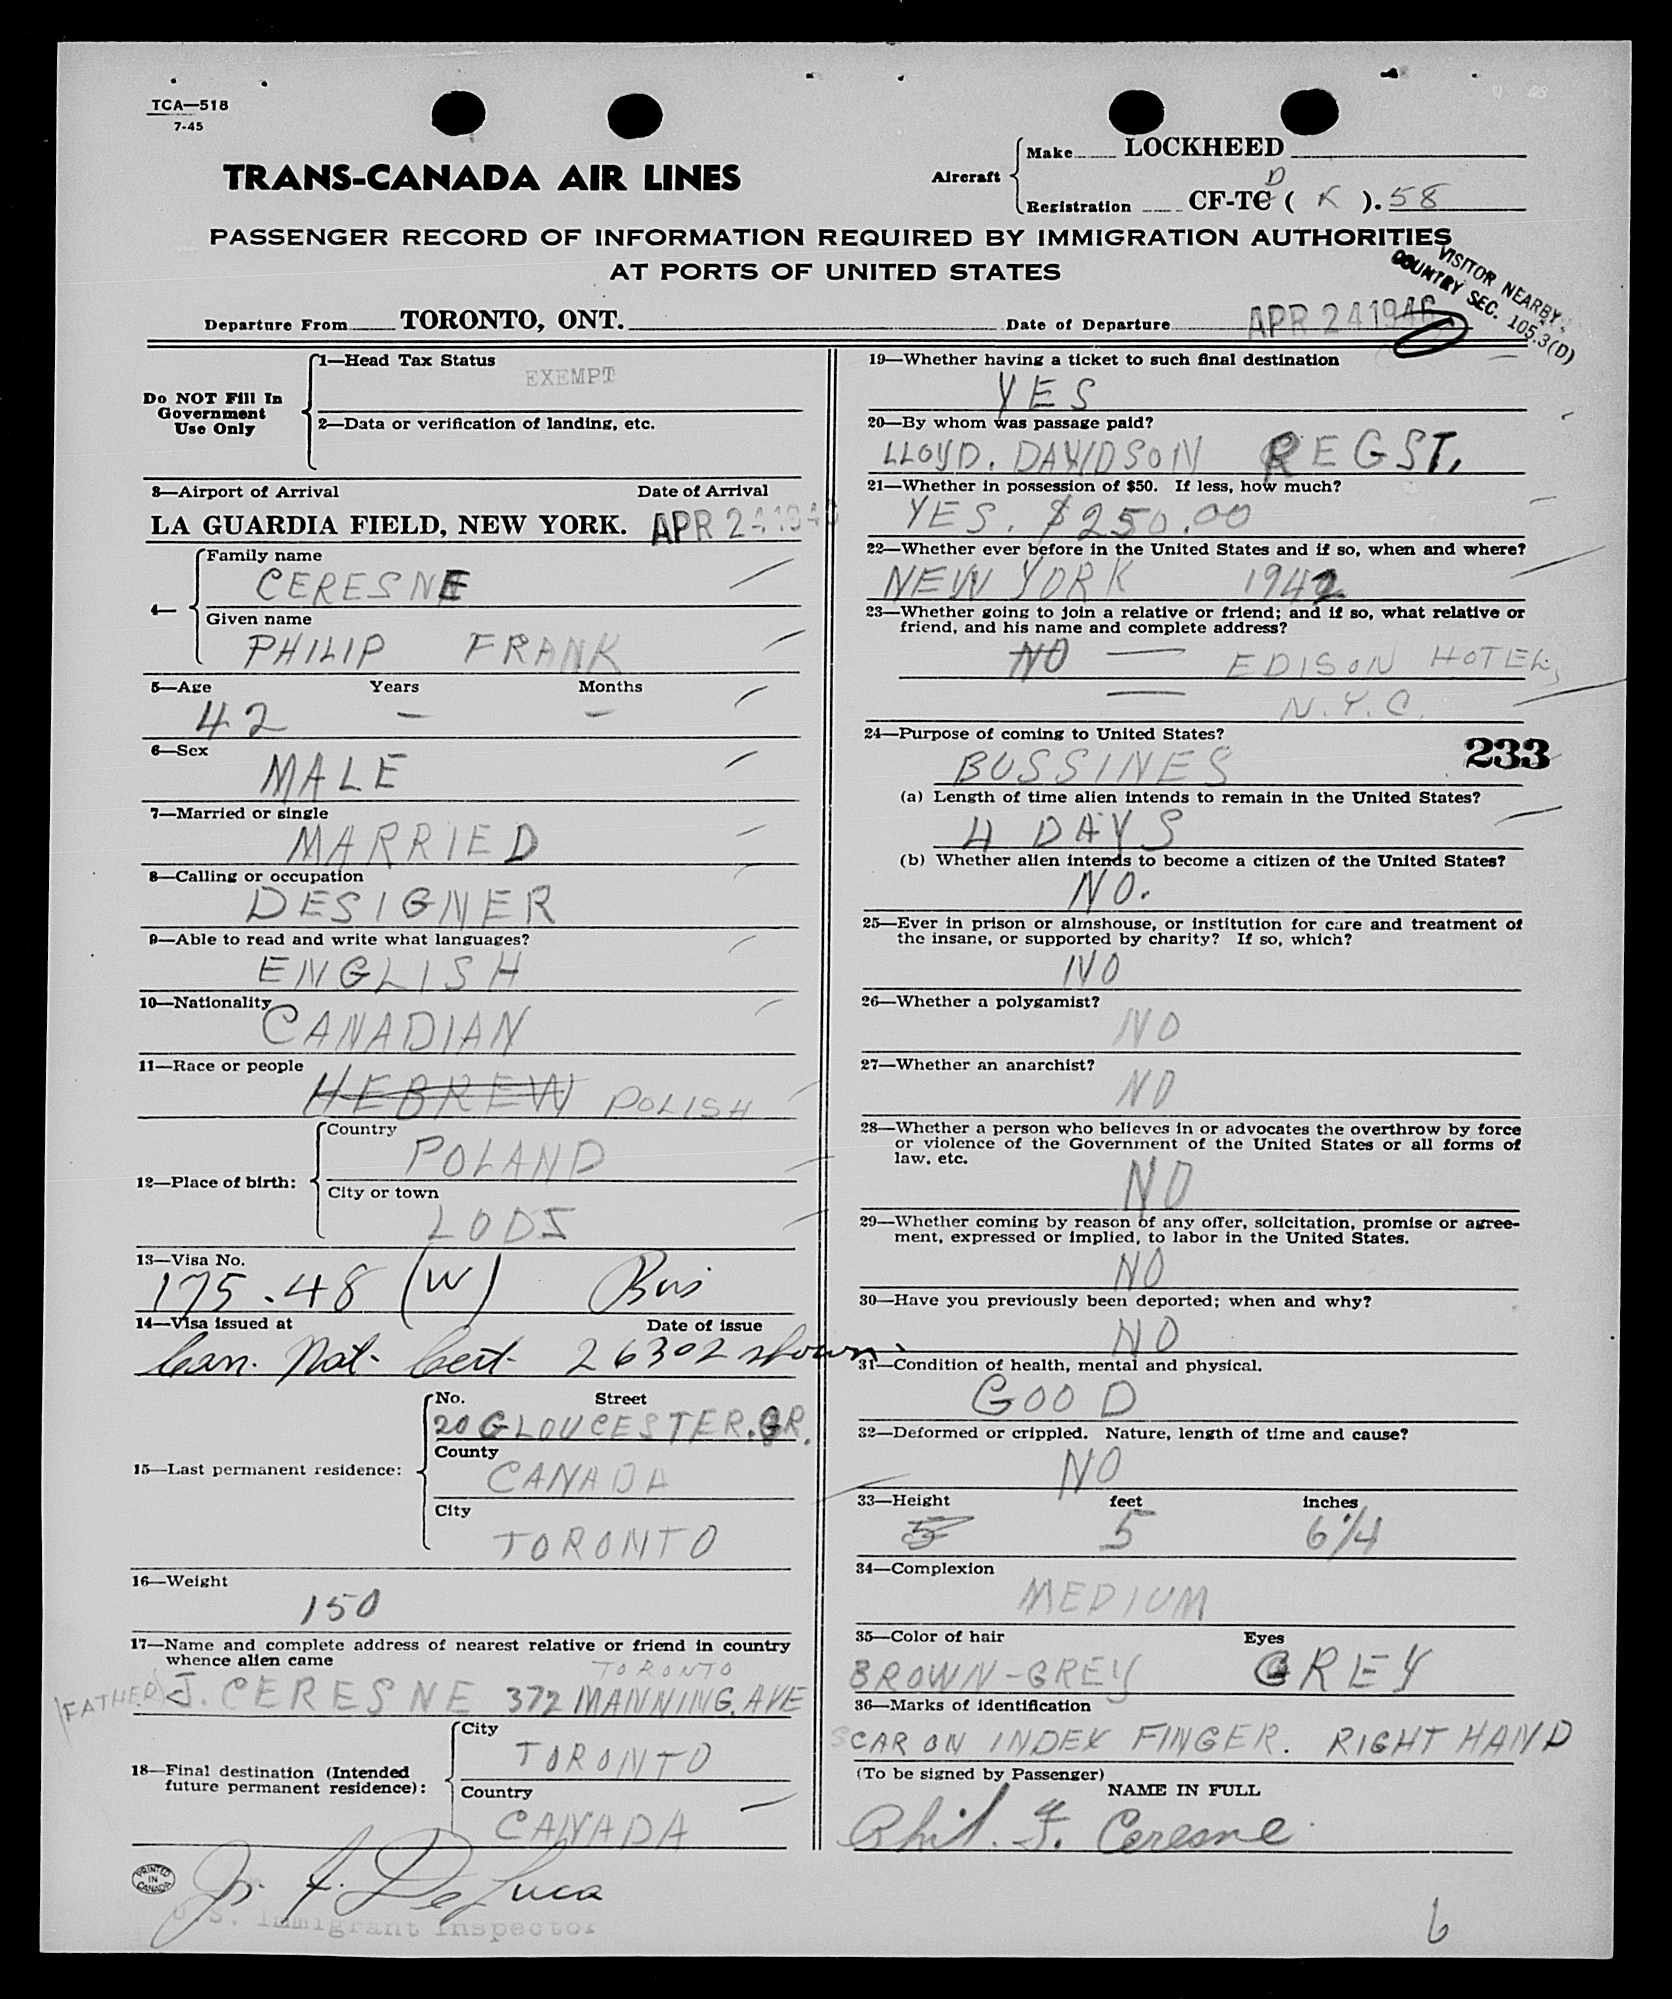 TCA—518
7-45
TRANS-CANADA AIR LINES
Aircraft
Make LOCKHEED
D
Registration CF-TC ( K ). 58
PASSENGER RECORD OF INFORMATION REQUIRED BY IMMIGRATION AUTHORITIES
AT PORTS OF UNITED STATES
VISITOR NEARBY
COUNTRY SEC. 105.3(D)
Departure From TORONTO, ONT. Date of Departure APR 24 1946
Do NOT Fill In
Government
Use Only
1—Head Tax Status
EXEMPT
2—Data or verification of landing, etc.
3—Airport of Arrival Date of Arrival
LA GUARDIA FIELD, NEW YORK. APR 24 1946
4—
Family name
CERESNE
Given name
PHILIP FRANK
5—Age Years Months
42 — —
6—Sex
MALE
7—Married or single
MARRIED
8—Calling or occupation
DESIGNER
9—Able to read and write what languages?
ENGLISH
10—Nationality
CANADIAN
11—Race or people
HEBREW POLISH
12—Place of birth:
Country
POLAND
City or town
LODZ
13—Visa No.
175.48 (W) Bus
14—Visa issued at Date of issue
Can. Nat. Cert. 26302 shown.
15—Last permanent residence:
No. Street
20 GLOUCESTER.GR.
County
CANADA
City
TORONTO
16—Weight
150
17—Name and complete address of nearest relative or friend in country
whence alien came
TORONTO
(FATHER) J. CERESNE 372 MANNING. AVE
18—Final destination (Intended
future permanent residence):
City
TORONTO
Country
CANADA
19—Whether having a ticket to such final destination
YES
20—By whom was passage paid?
LLOYD. DAVIDSON REGST.
21—Whether in possession of $50. If less, how much?
YES. $250.00
22—Whether ever before in the United States and if so, when and where?
NEW YORK 1942
23—Whether going to join a relative or friend; and if so, what relative or
friend, and his name and complete address?
NO — EDISON HOTEL,
— N.Y.C.
24—Purpose of coming to United States?
BUSSINES
233
(a) Length of time alien intends to remain in the United States?
4 DAYS
(b) Whether alien intends to become a citizen of the United States?
NO.
25—Ever in prison or almshouse, or institution for care and treatment of
the insane, or supported by charity? If so, which?
NO
26—Whether a polygamist?
NO
27—Whether an anarchist?
NO
28—Whether a person who believes in or advocates the overthrow by force
or violence of the Government of the United States or all forms of
law, etc.
NO
29—Whether coming by reason of any offer, solicitation, promise or agree-
ment, expressed or implied, to labor in the United States.
NO
30—Have you previously been deported; when and why?
NO
31—Condition of health, mental and physical.
GOOD
32—Deformed or crippled. Nature, length of time and cause?
NO
33—Height feet inches
5 5 6 1/4
34—Complexion
MEDIUM
35—Color of hair Eyes
BROWN-GREY GREY
36—Marks of identification
SCAR ON INDEX FINGER. RIGHT HAND
(To be signed by Passenger)
NAME IN FULL
Phil. F. Ceresne
PRINTED
IN
CANADA
De Luca
U.S. Immigrant Inspector
6